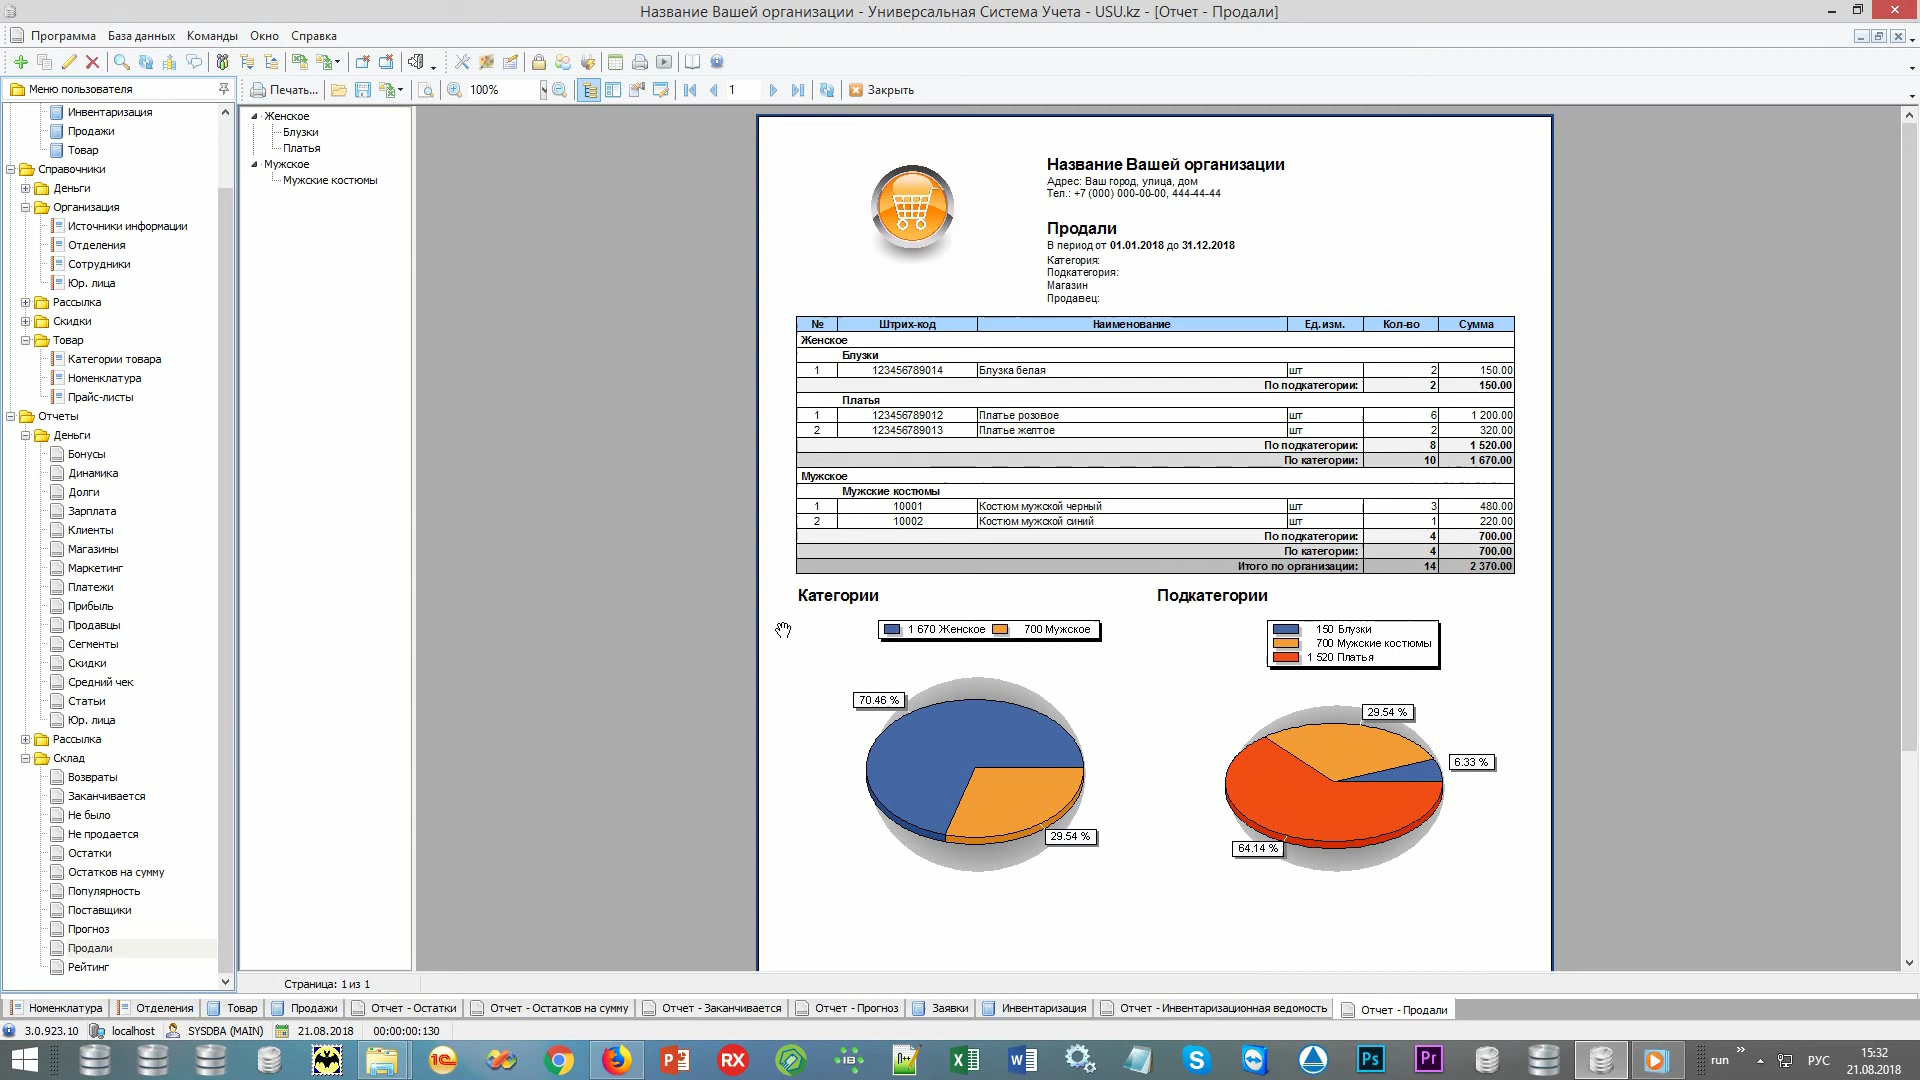 Название Вашей организации - Универсальная Система Учета - USU.kz - [Отчет - Продали]
Программа База данных Команды Окно Справка
Меню пользователя
Печать... 100% 1 Закрыть
Инвентаризация
Продажи
Товар
Справочники
Деньги
Организация
Источники информации
Отделения
Сотрудники
Юр. лица
Рассылка
Скидки
Товар
Категории товара
Номенклатура
Прайс-листы
Отчеты
Деньги
Бонусы
Динамика
Долги
Зарплата
Клиенты
Магазины
Маркетинг
Платежи
Прибыль
Продавцы
Сегменты
Скидки
Средний чек
Статьи
Юр. лица
Рассылка
Склад
Возвраты
Заканчивается
Не было
Не продается
Остатки
Остатков на сумму
Популярность
Поставщики
Прогноз
Продали
Рейтинг
Женское
Блузки
Платья
Мужское
Мужские костюмы
Название Вашей организации
Адрес: Ваш город, улица, дом
Тел.: +7 (000) 000-00-00, 444-44-44
Продали
В период от 01.01.2018 до 31.12.2018
Категория:
Подкатегория:
Магазин
Продавец:
№ Штрих-код Наименование Ед.изм. Кол-во Сумма
Женское
Блузки
1 123456789014 Блузка белая шт 2 150.00
По подкатегории: 2 150.00
Платья
1 123456789012 Платье розовое шт 6 1 200.00
2 123456789013 Платье желтое шт 2 320.00
По подкатегории: 8 1 520.00
По категории: 10 1 670.00
Мужское
Мужские костюмы
1 10001 Костюм мужской черный шт 3 480.00
2 10002 Костюм мужской синий шт 1 220.00
По подкатегории: 4 700.00
По категории: 4 700.00
Итого по организации: 14 2 370.00
Категории
1 670 Женское 700 Мужское
70.46 %
29.54 %
Подкатегории
150 Блузки
700 Мужские костюмы
1 520 Платья
29.54 %
6.33 %
64.14 %
Страница: 1 из 1
Номенклатура Отделения Товар Продажи Отчет - Остатки Отчет - Остатков на сумму Отчет - Заканчивается Отчет - Прогноз Заявки Инвентаризация Отчет - Инвентаризационная ведомость Отчет - Продали
3.0.923.10 localhost SYSDBA (MAIN) 21.08.2018 00:00:00:130
run РУС 15:32
21.08.2018